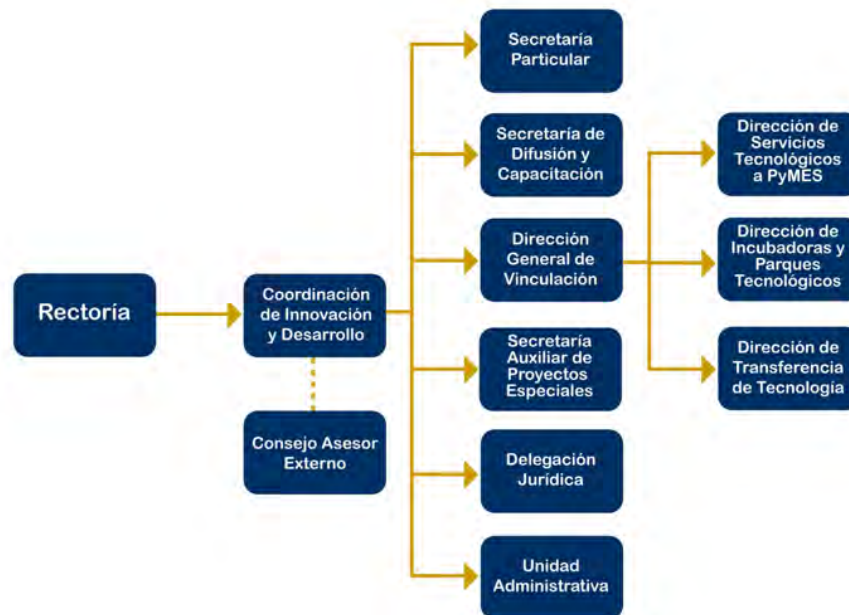 Rectoría
Coordinación
de Innovación
y Desarrollo
Consejo Asesor
Externo
Secretaría
Particular
Secretaría de
Difusión y
Capacitación
Dirección
General de
Vinculación
Secretaría
Auxiliar de
Proyectos
Especiales
Delegación
Jurídica
Unidad
Administrativa
Dirección de
Servicios
Tecnológicos
a PyMES
Dirección de
Incubadoras y
Parques
Tecnológicos
Dirección de
Transferencia
de Tecnología